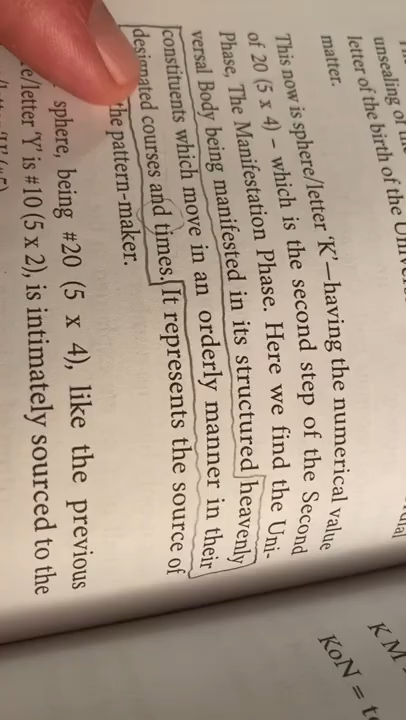 unsealing of the
letter of the birth of the
matter.
This now is sphere/letter 'K'—having the numerical value
of 20 (5 x 4) – which is the second step of the Second
Phase, The Manifestation Phase. Here we find the Uni-
versal Body being manifested in its structured heavenly
constituents which move in an orderly manner in their
designated courses and times. It represents the source of
the pattern-maker.
sphere, being #20 (5 x 4), like the previous
/letter 'Y' is #10 (5 x 2), is intimately sourced to the
K M
KoN =